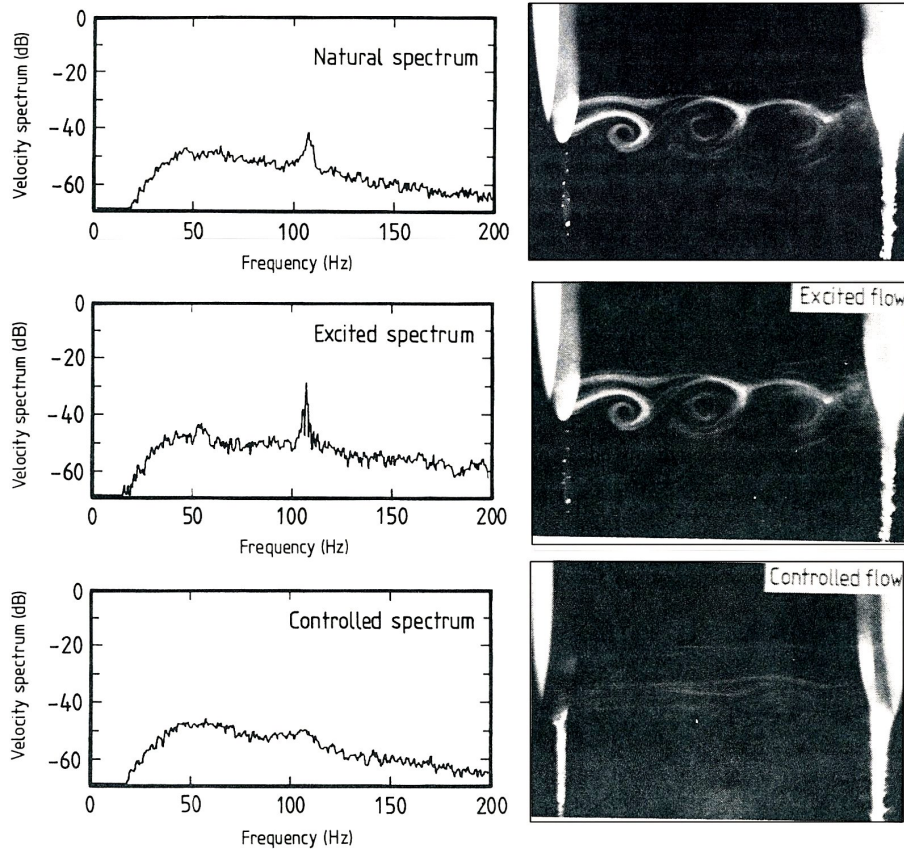 0
-20
-40
-60
Velocity spectrum (dB)
Natural spectrum
0 50 100 150 200
Frequency (Hz)
0
-20
-40
-60
Velocity spectrum (dB)
Excited spectrum
0 50 100 150 200
Frequency (Hz)
Excited flow
0
-20
-40
-60
Velocity spectrum (dB)
Controlled spectrum
0 50 100 150 200
Frequency (Hz)
Controlled flow